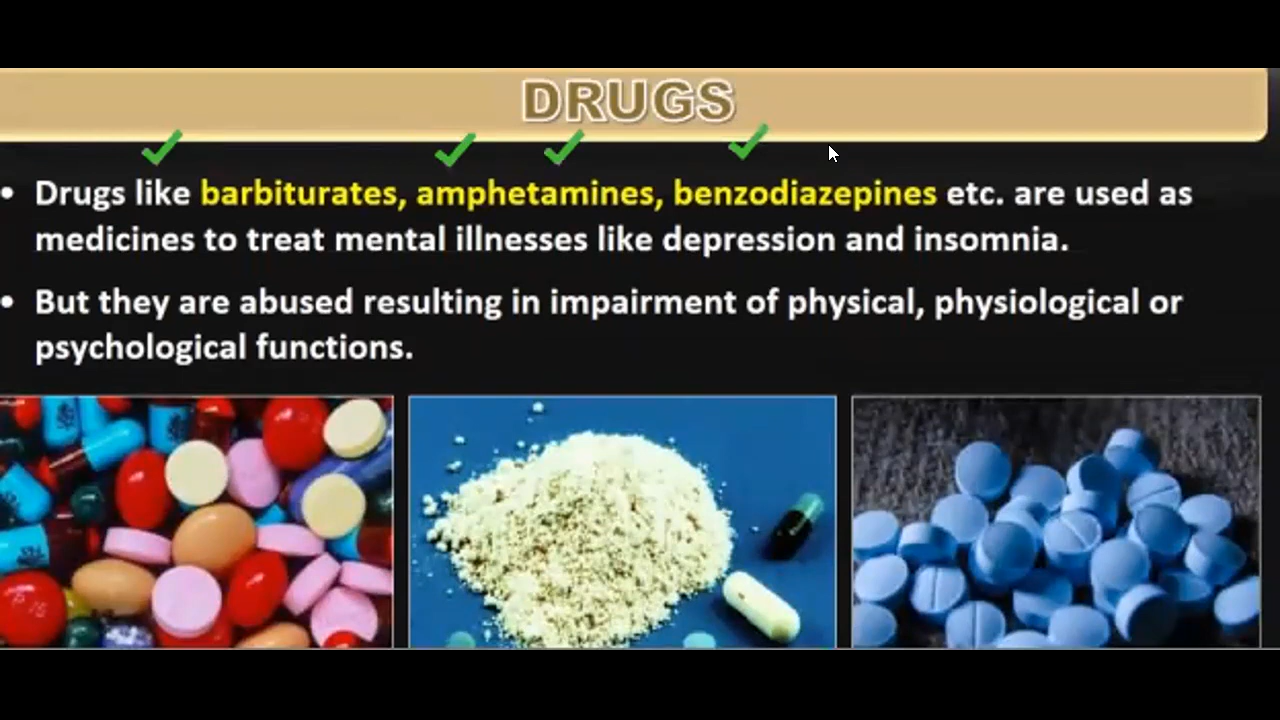 DRUGS
• Drugs like barbiturates, amphetamines, benzodiazepines etc. are used as
medicines to treat mental illnesses like depression and insomnia.
• But they are abused resulting in impairment of physical, physiological or
psychological functions.